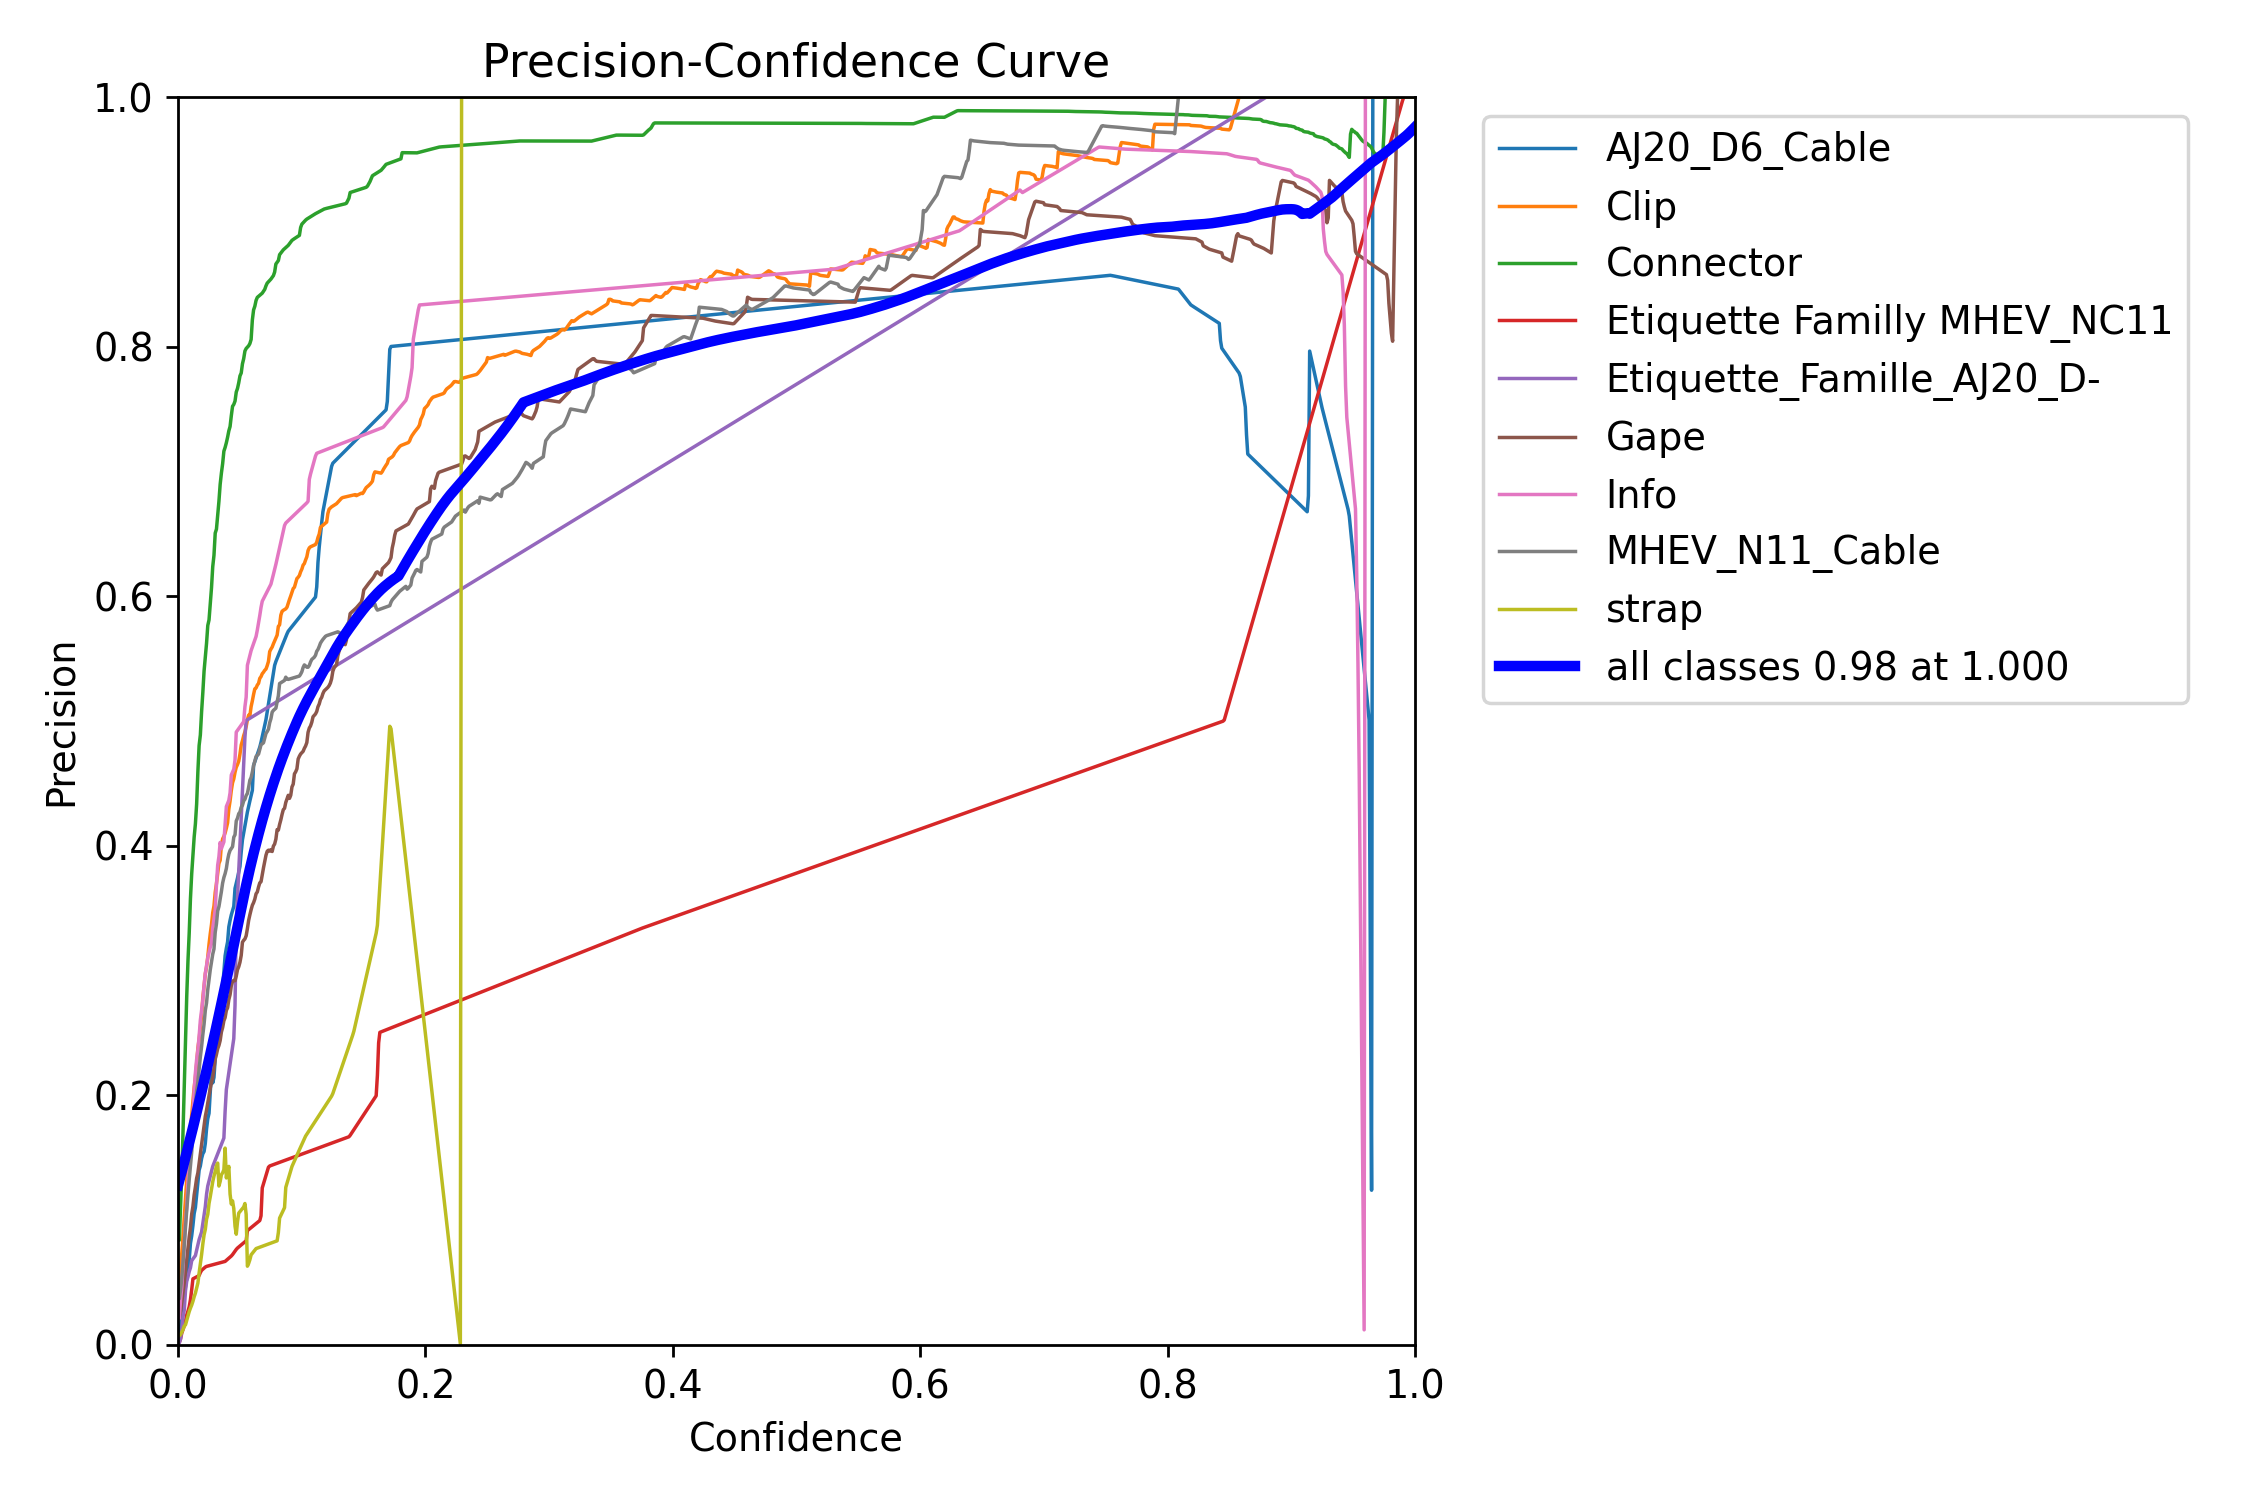 Precision-Confidence Curve
1.0
0.8
0.6
0.4
0.2
0.0
Precision
0.0 0.2 0.4 0.6 0.8 1.0
Confidence
AJ20_D6_Cable
Clip
Connector
Etiquette Familly MHEV_NC11
Etiquette_Famille_AJ20_D-
Gape
Info
MHEV_N11_Cable
strap
all classes 0.98 at 1.000